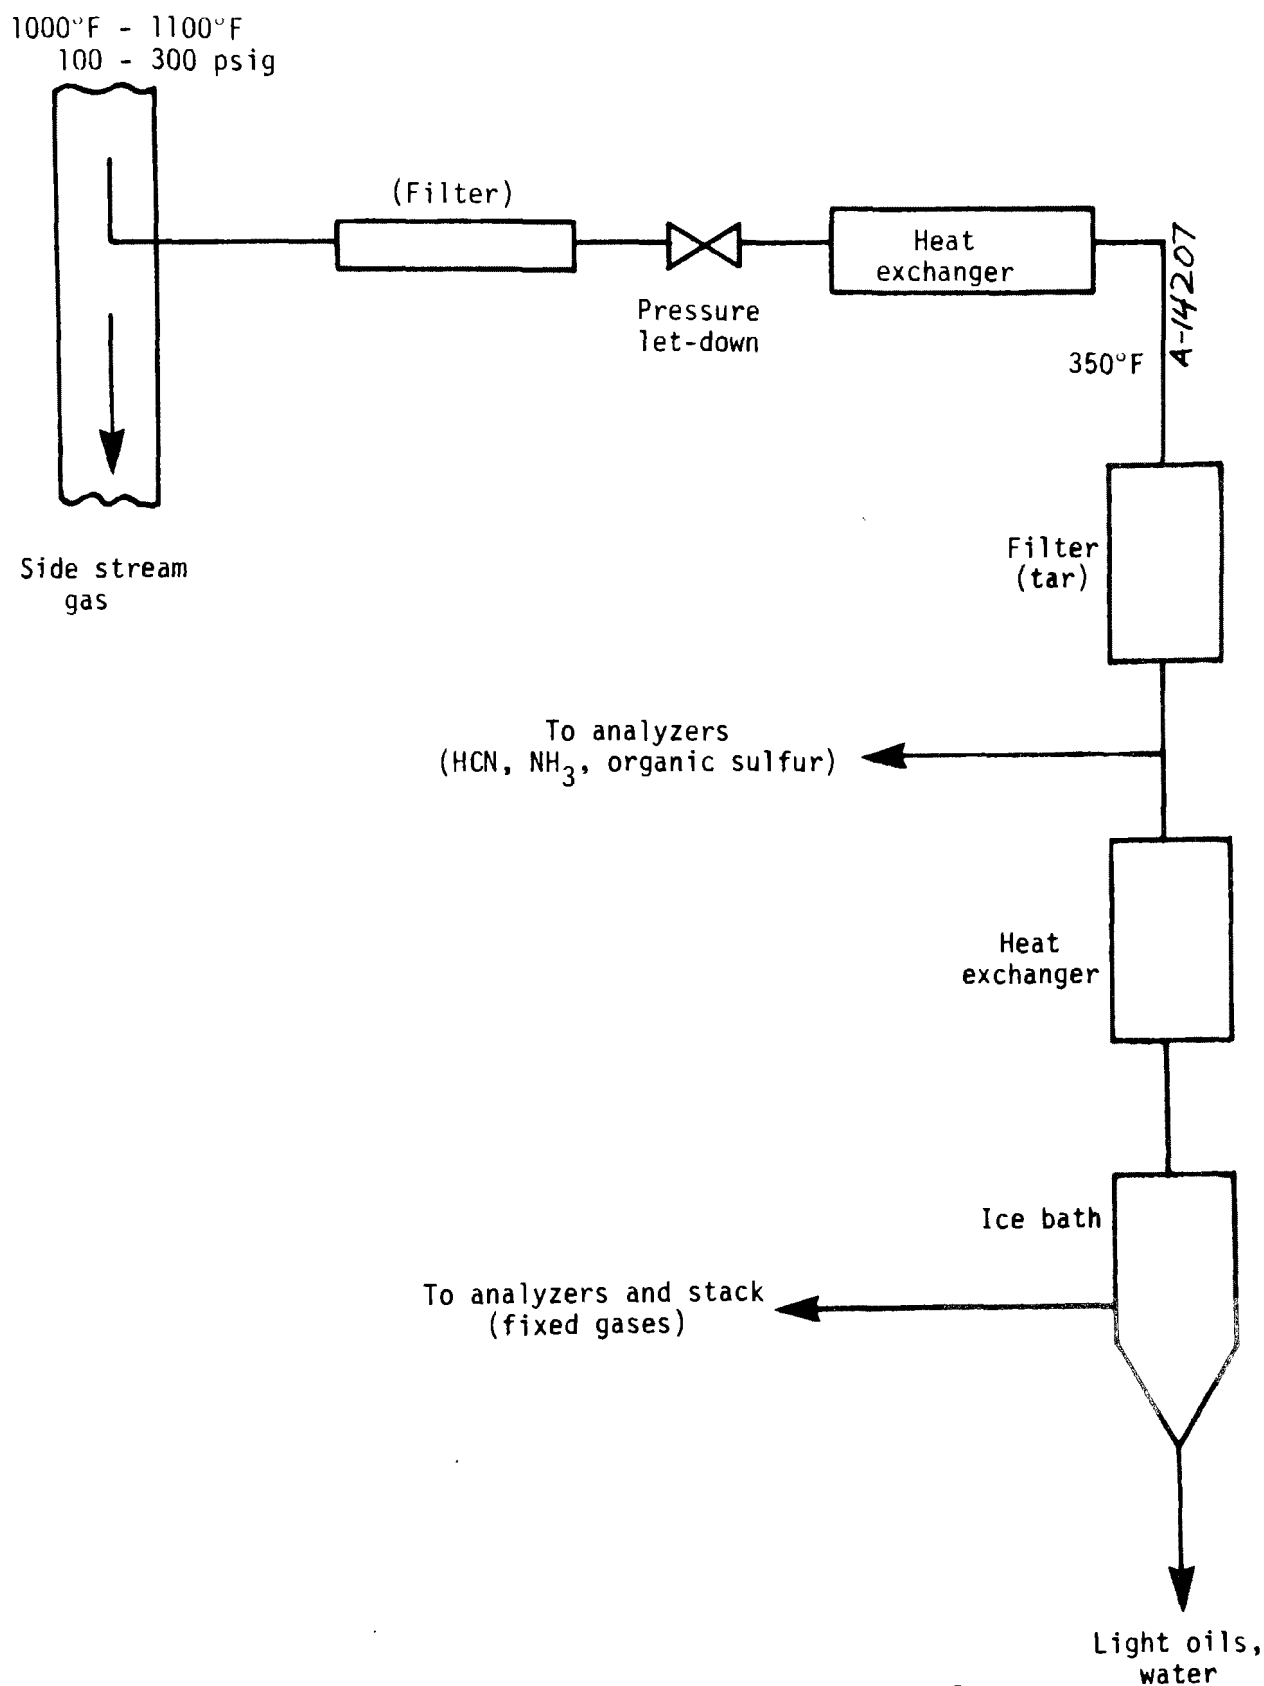 1000°F - 1100°F
100 - 300 psig
(Filter)
Heat
exchanger
Pressure
let-down
A-14207
350°F
Filter
(tar)
Side stream
gas
To analyzers
(HCN, NH3, organic sulfur)
Heat
exchanger
Ice bath
To analyzers and stack
(fixed gases)
Light oils,
water